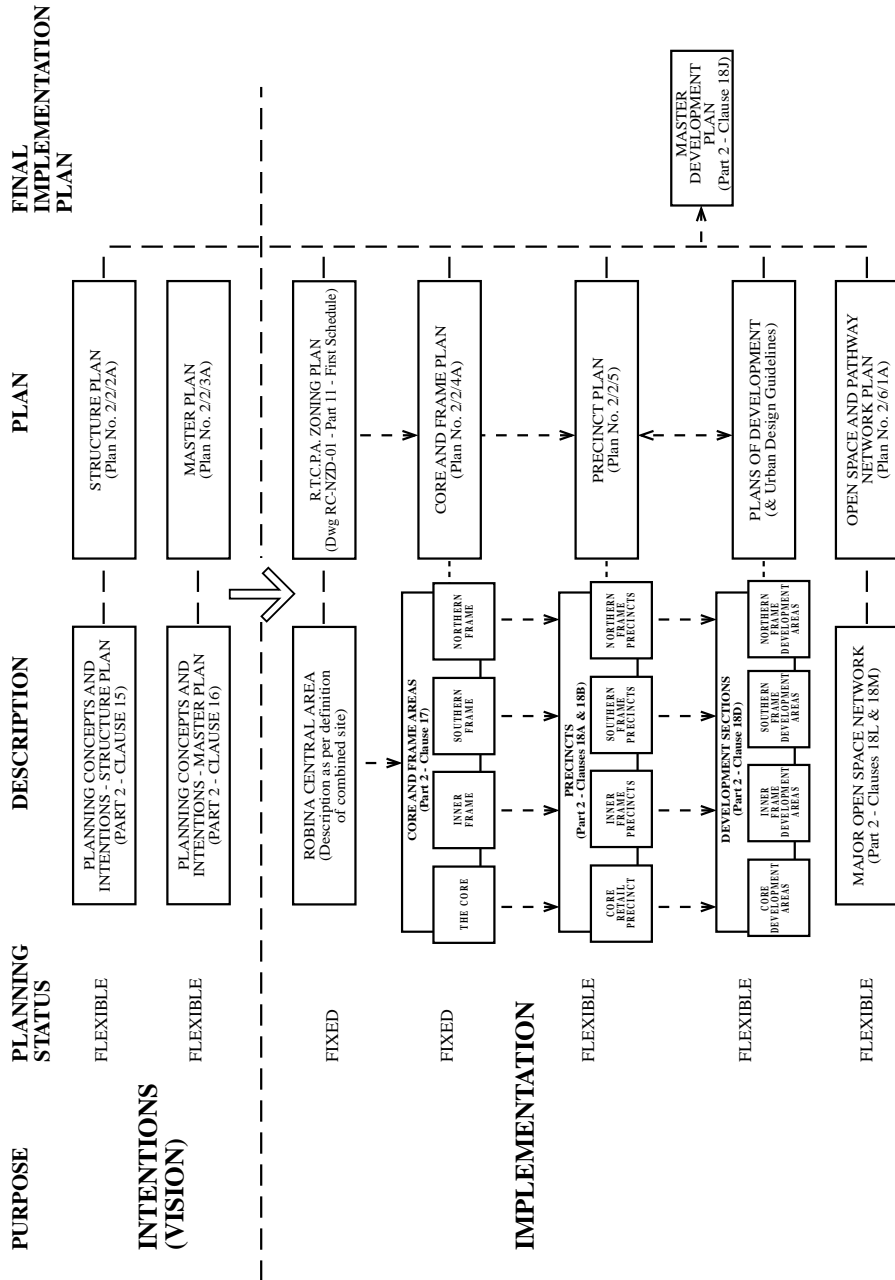 PURPOSE
PLANNING
STATUS
DESCRIPTION
PLAN
FINAL
IMPLEMENTATION
PLAN
INTENTIONS
(VISION)
FLEXIBLE
PLANNING CONCEPTS AND
INTENTIONS - STRUCTURE PLAN
(PART 2 - CLAUSE 15)
STRUCTURE PLAN
(Plan No. 2/2/2A)
FLEXIBLE
PLANNING CONCEPTS AND
INTENTIONS - MASTER PLAN
(PART 2 - CLAUSE 16)
MASTER PLAN
(Plan No. 2/2/3A)
IMPLEMENTATION
FIXED
ROBINA CENTRAL AREA
(Description as per definition
of combined site)
R.T.C.P.A. ZONING PLAN
(Dwg RC-NZD-01 - Part 11 - First Schedule)
FIXED
CORE AND FRAME AREAS
(Part 2 - Clause 17)
THE CORE
INNER
FRAME
SOUTHERN
FRAME
NORTHERN
FRAME
CORE AND FRAME PLAN
(Plan No. 2/2/4A)
FLEXIBLE
PRECINCTS
(Part 2 - Clauses 18A & 18B)
CORE
RETAIL
PRECINCT
INNER
FRAME
PRECINCTS
SOUTHERN
FRAME
PRECINCTS
NORTHERN
FRAME
PRECINCTS
PRECINCT PLAN
(Plan No. 2/2/5)
FLEXIBLE
DEVELOPMENT SECTIONS
(Part 2 - Clause 18D)
CORE
DEVELOPMENT
AREAS
INNER
FRAME
DEVELOPMENT
AREAS
SOUTHERN
FRAME
DEVELOPMENT
AREAS
NORTHERN
FRAME
DEVELOPMENT
AREAS
PLANS OF DEVELOPMENT
(& Urban Design Guidelines)
MASTER
DEVELOPMENT
PLAN
(Part 2 - Clause 18J)
FLEXIBLE
MAJOR OPEN SPACE NETWORK
(Part 2 - Clauses 18L & 18M)
OPEN SPACE AND PATHWAY
NETWORK PLAN
(Plan No. 2/6/1A)